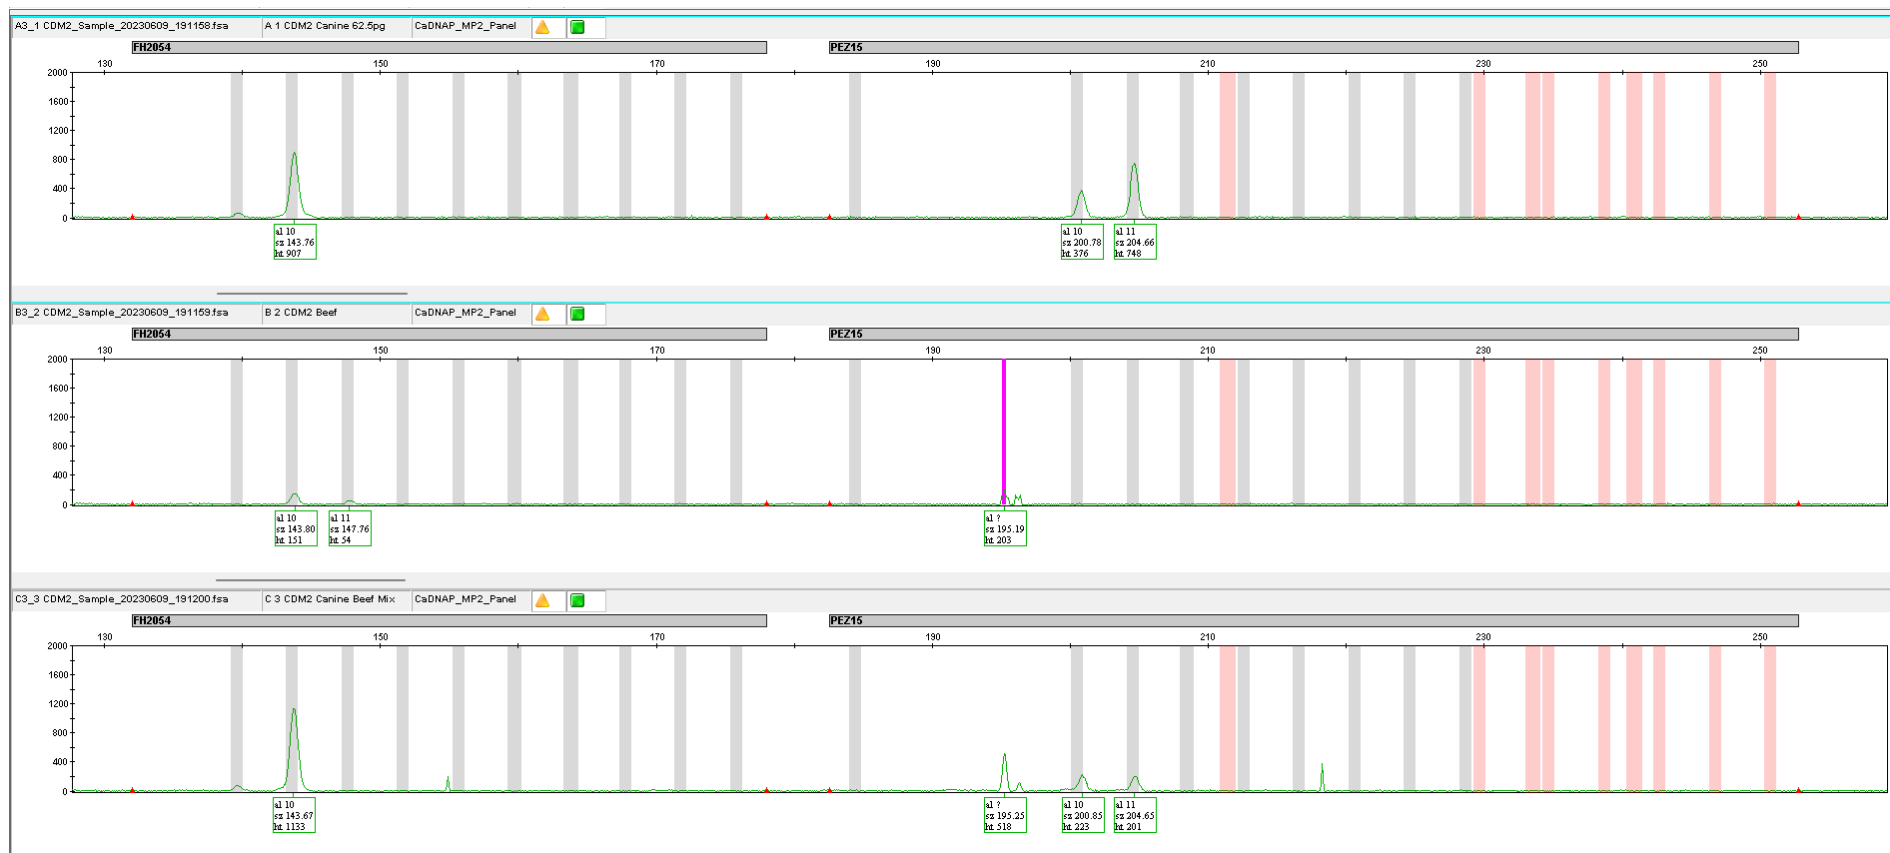 A3_1 CDM2_Sample_20230609_191158.fsa A 1 CDM2 Canine 62.5pg CaDNAP_MP2_Panel
FH2054 PEZ15
130 150 170 190 210 230 250
2000
1600
1200
800
400
0
al 10 al 10 al 11
sz 143.76 sz 200.78 sz 204.66
ht 907 ht 376 ht 748
B3_2 CDM2_Sample_20230609_191159.fsa B 2 CDM2 Beef CaDNAP_MP2_Panel
FH2054 PEZ15
130 150 170 190 210 230 250
2000
1600
1200
800
400
0
al 10 al 11 al ?
sz 143.80 sz 147.76 sz 195.19
ht 151 ht 54 ht 203
C3_3 CDM2_Sample_20230609_191200.fsa C 3 CDM2 Canine Beef Mix CaDNAP_MP2_Panel
FH2054 PEZ15
130 150 170 190 210 230 250
2000
1600
1200
800
400
0
al 10 al ? al 10 al 11
sz 143.67 sz 195.25 sz 200.85 sz 204.65
ht 1133 ht 518 ht 223 ht 201